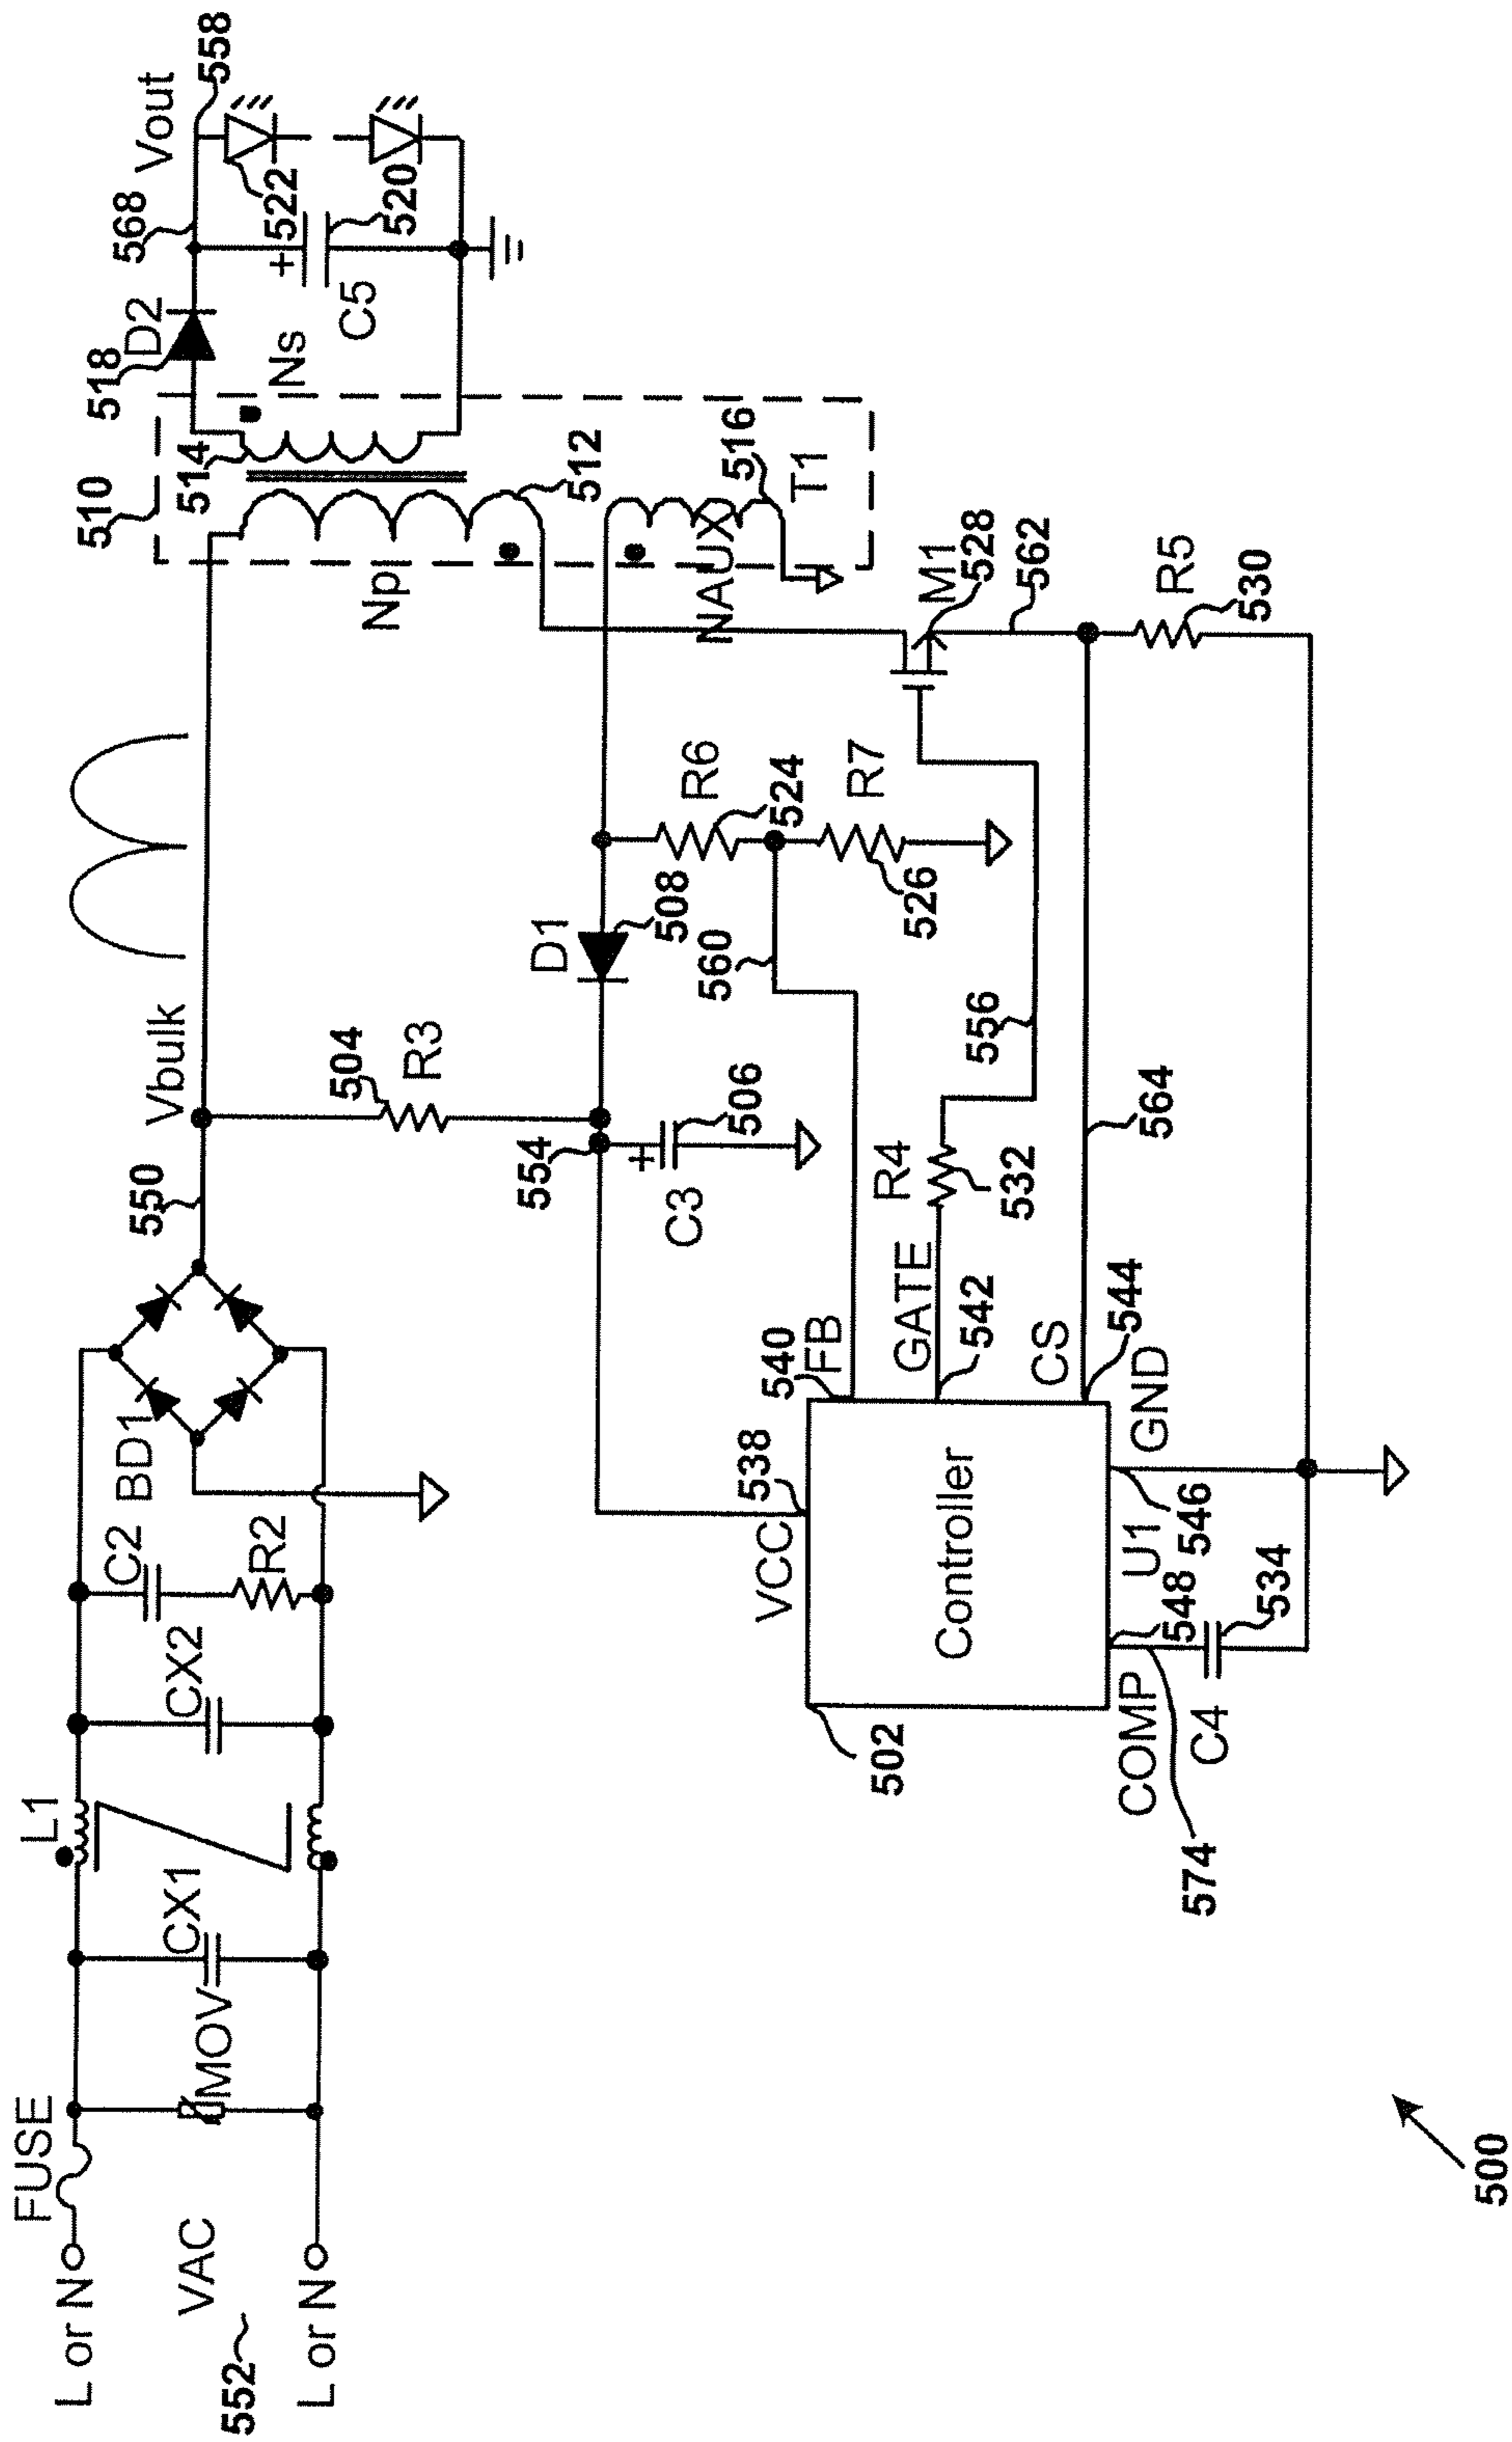 FUSE
L or N
VAC
552
L or N
MOV
CX1
L1
CX2
C2
R2
BD1
550
Vbulk
504
R3
554
C3
506
D1
508
560
R6
524
R7
526
Np
NAUX
510
514
512
516
T1
518
D2
Ns
568
Vout
558
522
520
C5
M1
528
562
R5
530
556
R4
532
564
VCC
538
540
FB
GATE
542
CS
544
GND
Controller
502
U1
546
548
COMP
574
C4
534
500